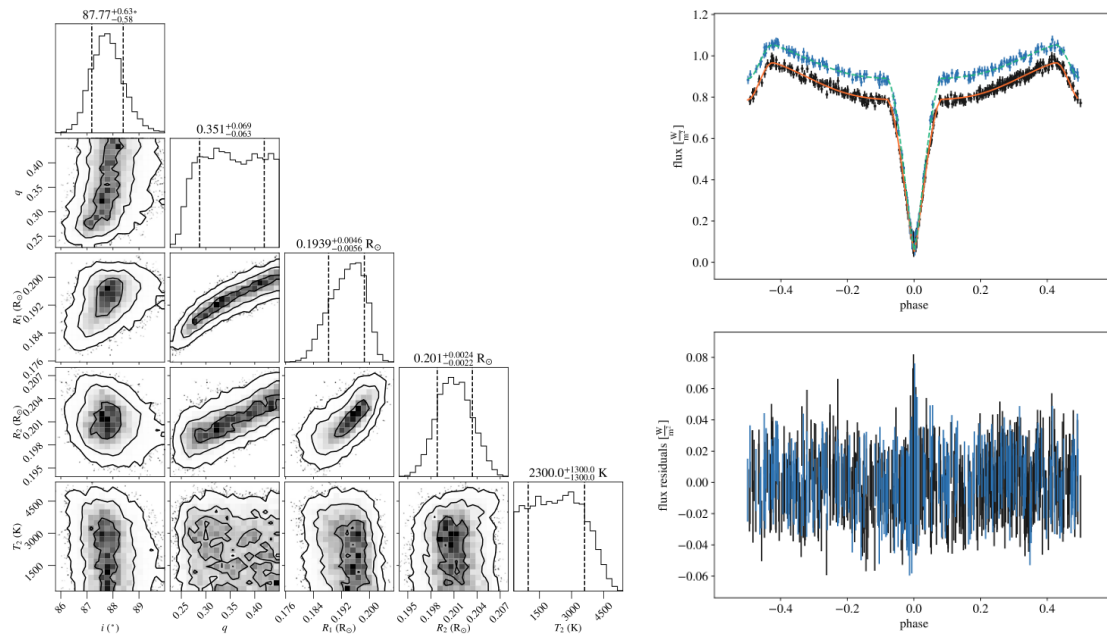 87.77+0.63∘−0.58
0.351+0.069−0.063
q
0.40
0.35
0.30
0.25
0.1939+0.0046−0.0056 R⊙
R1 (R⊙)
0.200
0.192
0.184
0.176
0.201+0.0024−0.0022 R⊙
R2 (R⊙)
0.207
0.204
0.201
0.198
0.195
2300.0+1300.0−1300.0 K
T2 (K)
4500
3000
1500
86 87 88 89
i (°)
0.25 0.30 0.35 0.40
q
0.176 0.184 0.192 0.200
R1 (R⊙)
0.195 0.198 0.201 0.204 0.207
R2 (R⊙)
1500 3000 4500
T2 (K)
flux [W/m²]
1.2
1.0
0.8
0.6
0.4
0.2
0.0
−0.4 −0.2 0.0 0.2 0.4
phase
flux residuals [W/m²]
0.08
0.06
0.04
0.02
0.00
−0.02
−0.04
−0.06
−0.4 −0.2 0.0 0.2 0.4
phase